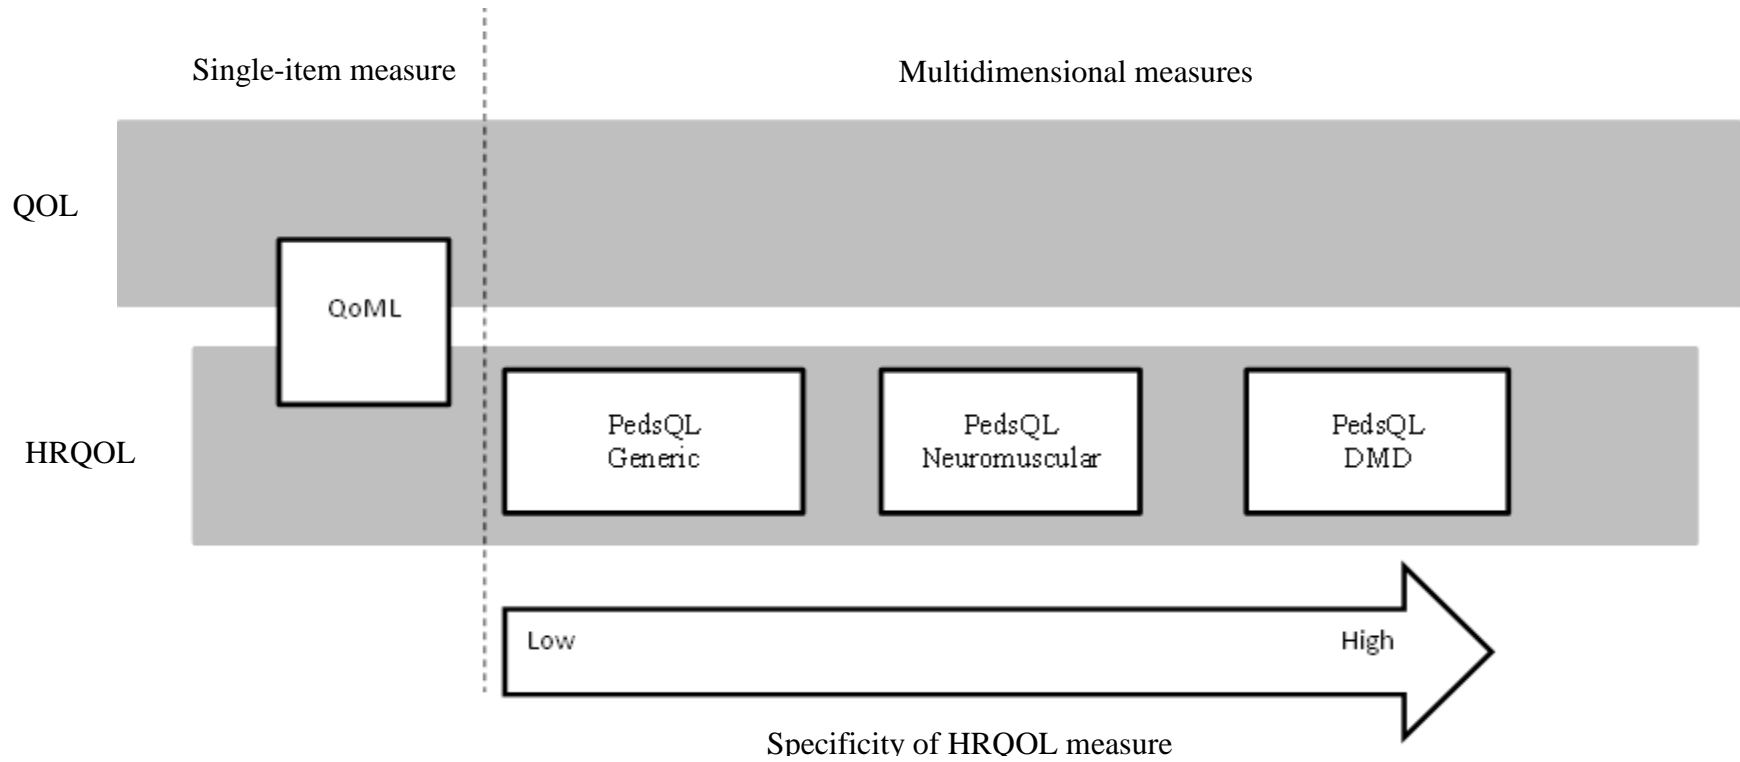 Single-item measure
Multidimensional measures
QOL
QoML
HRQOL
PedsQL
Generic
PedsQL
Neuromuscular
PedsQL
DMD
Low
High
Specificity of HRQOL measure